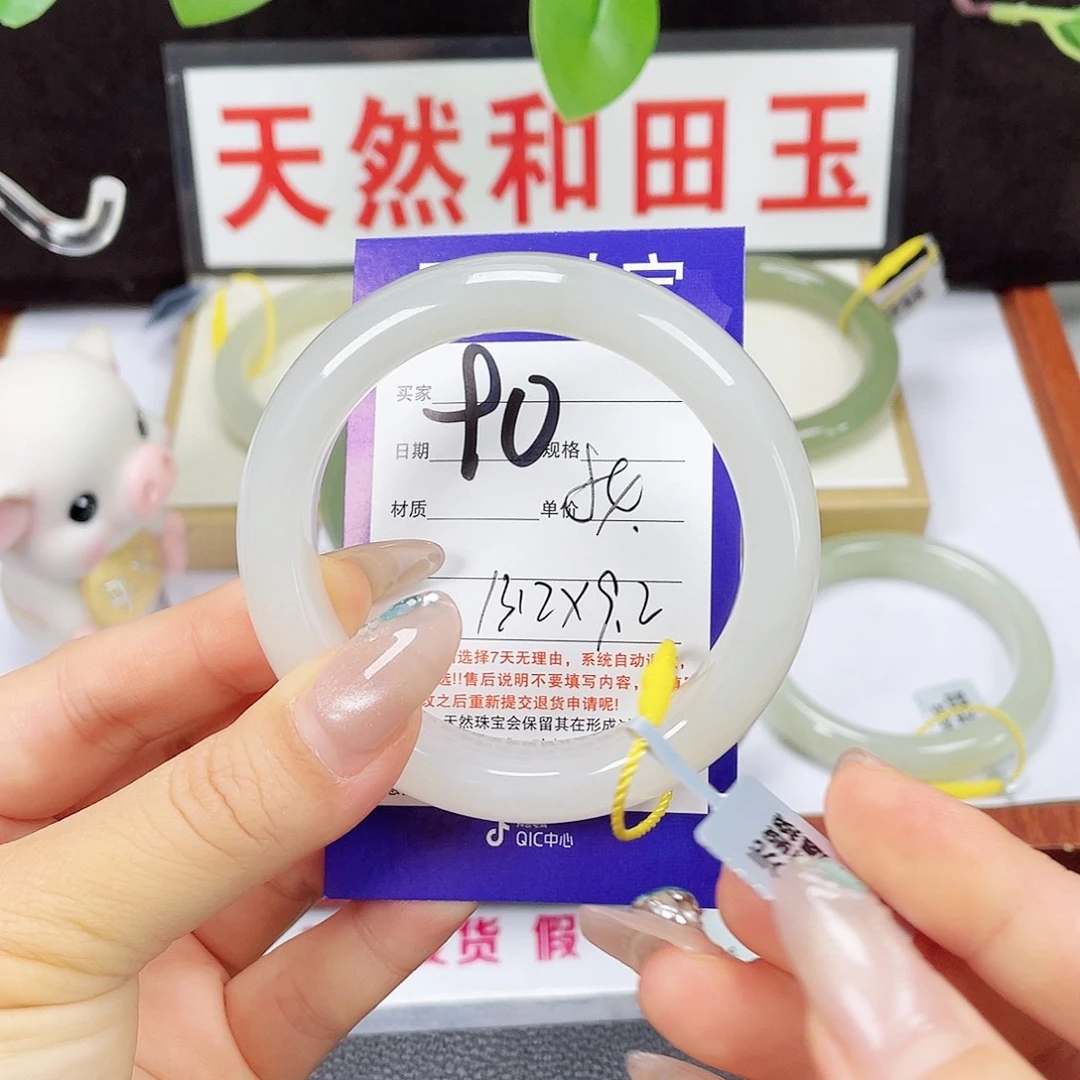 天然和田玉
买家
90
日期 规格
材质 单价
13.2X9.2
选择7天无理由，系统自动
选!!售后说明不要填写内容，
之后重新提交退货申请呢!
天然珠宝会保留其在形成
QIC中心
货 假